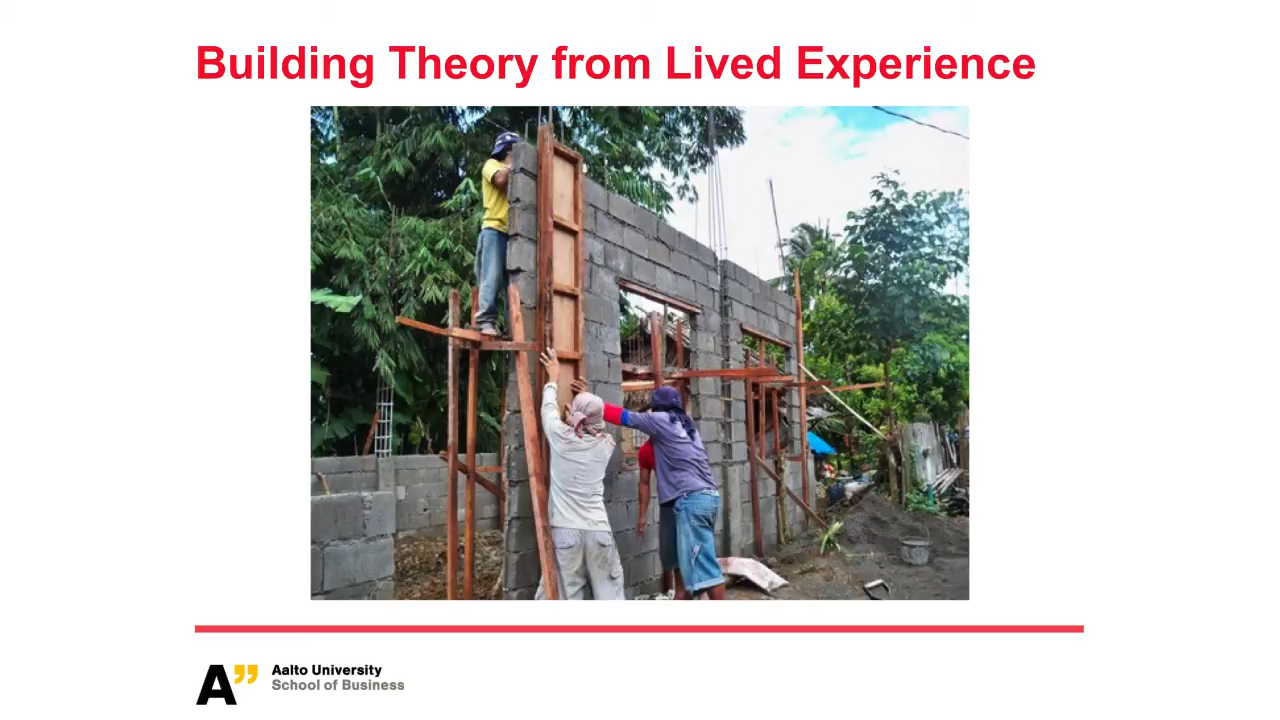 Building Theory from Lived Experience
A”
Aalto University
School of Business